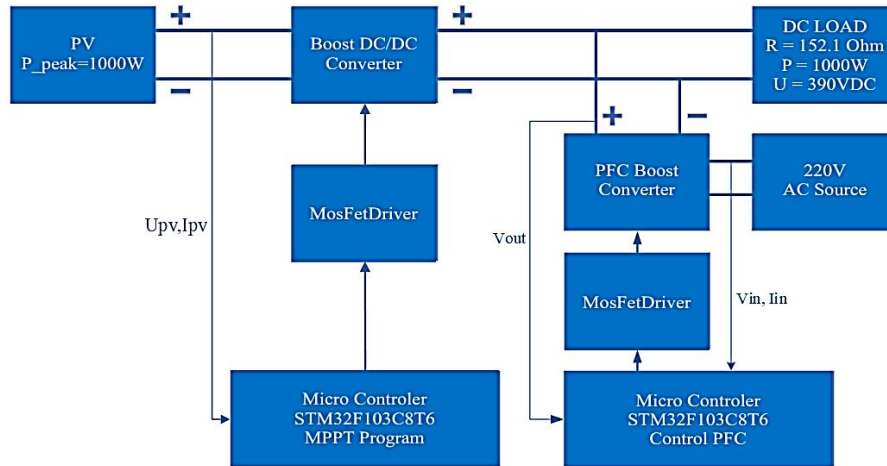 PV
P_peak=1000W
Boost DC/DC
Converter
DC LOAD
R = 152.1 Ohm
P = 1000W
U = 390VDC
+
−
+
−
+
−
PFC Boost
Converter
220V
AC Source
MosFetDriver
Upv,Ipv
Vout
MosFetDriver
Vin, Iin
Micro Controler
STM32F103C8T6
MPPT Program
Micro Controler
STM32F103C8T6
Control PFC